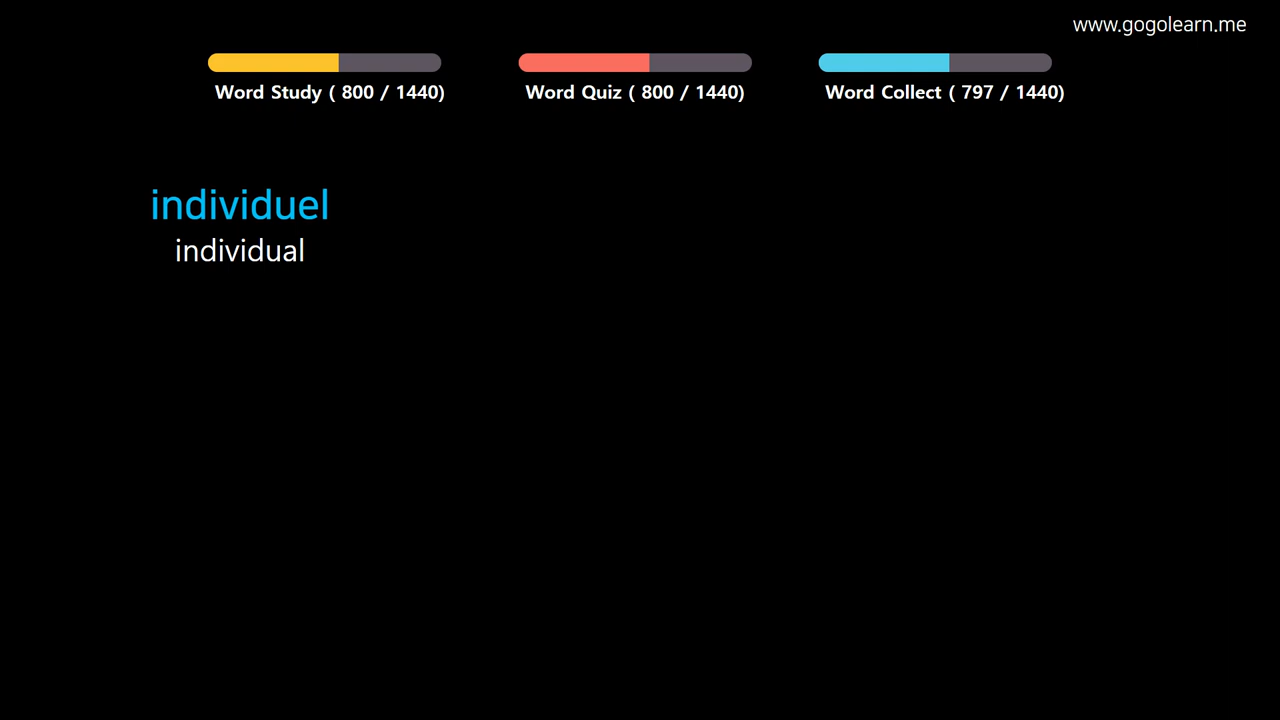 www.gogolearn.me
Word Study ( 800 / 1440)
Word Quiz ( 800 / 1440)
Word Collect ( 797 / 1440)
individuel
individual